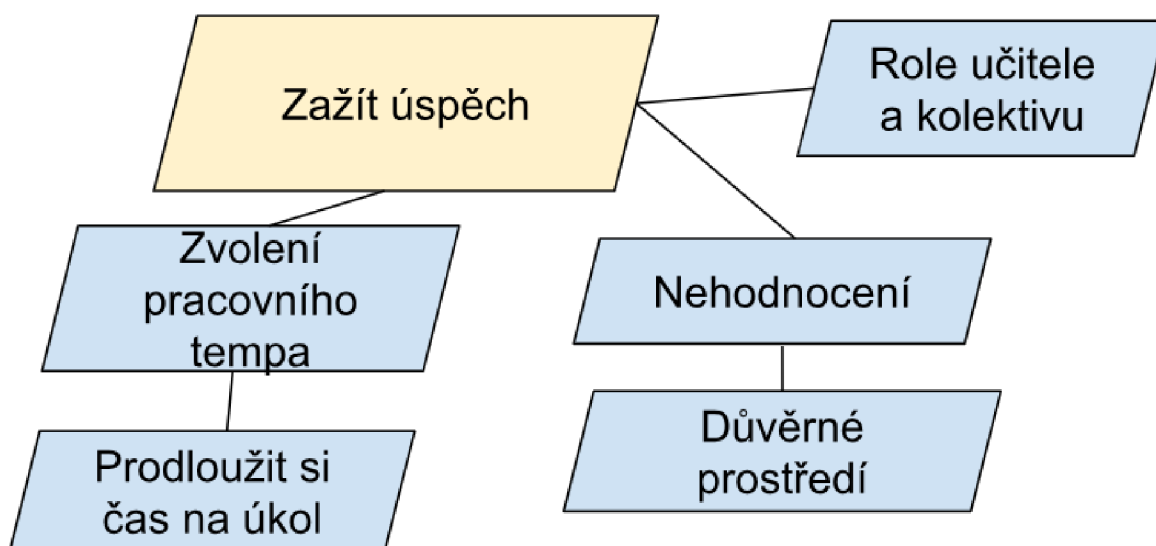 Zažít úspěch
Role učitele
a kolektivu
Zvolení
pracovního
tempa
Nehodnocení
Prodloužit si
čas na úkol
Důvěrné
prostředí